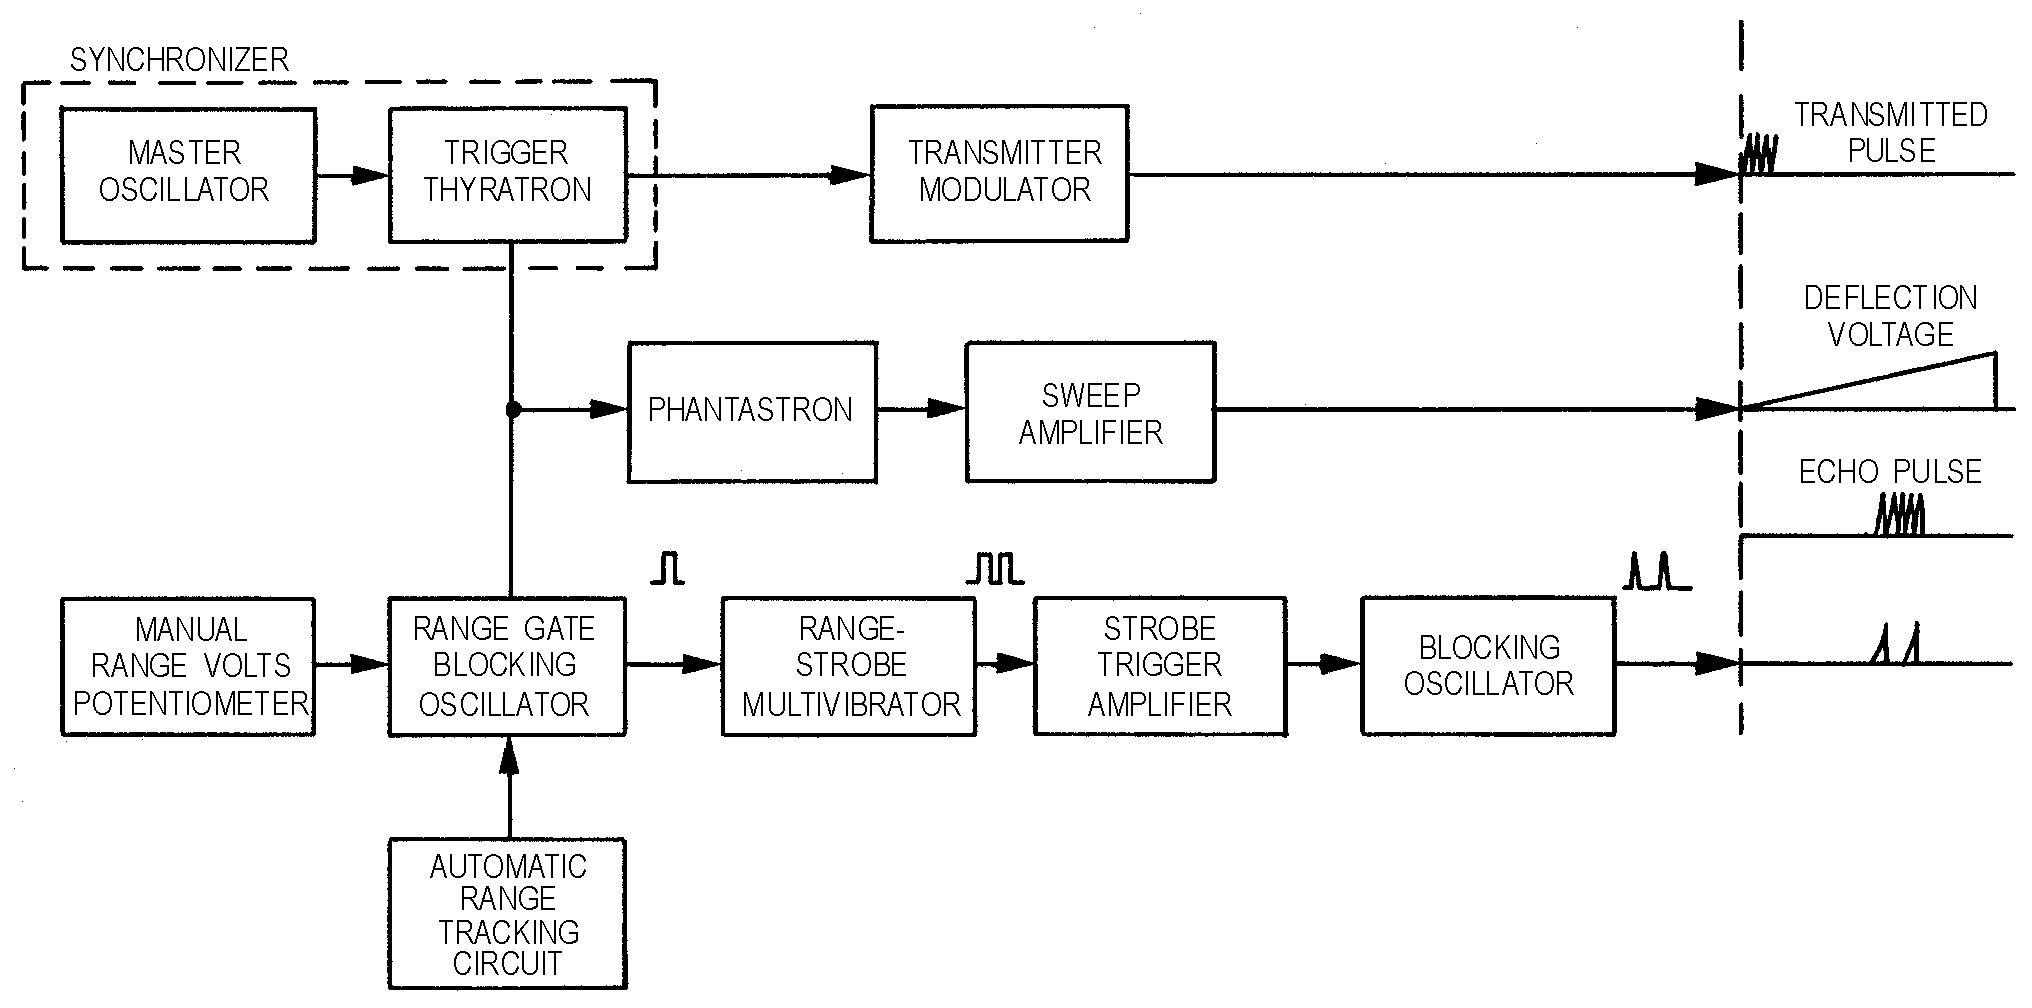 SYNCHRONIZER
MASTER
OSCILLATOR
TRIGGER
THYRATRON
TRANSMITTER
MODULATOR
TRANSMITTED
PULSE
PHANTASTRON
SWEEP
AMPLIFIER
DEFLECTION
VOLTAGE
ECHO PULSE
MANUAL
RANGE VOLTS
POTENTIOMETER
RANGE GATE
BLOCKING
OSCILLATOR
RANGE-
STROBE
MULTIVIBRATOR
STROBE
TRIGGER
AMPLIFIER
BLOCKING
OSCILLATOR
AUTOMATIC
RANGE
TRACKING
CIRCUIT